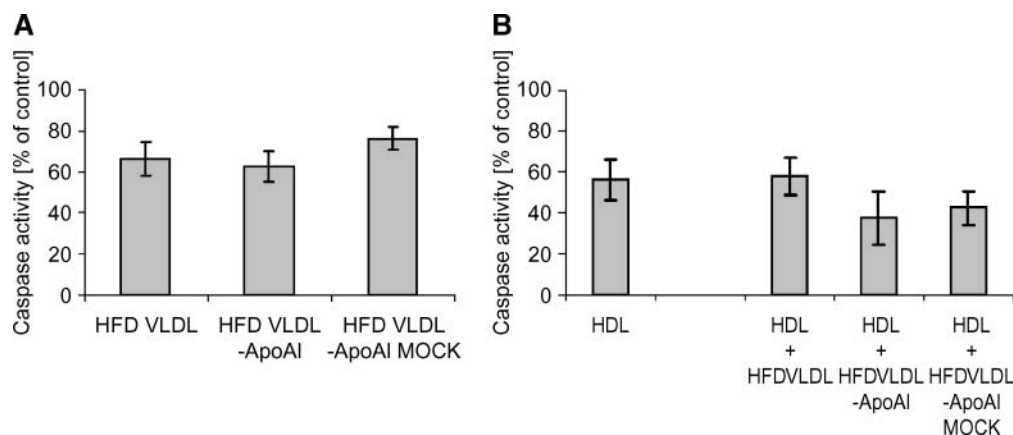 A
Caspase activity [% of control]
100
80
60
40
20
0
HFD VLDL
HFD VLDL
-ApoAI
HFD VLDL
-ApoAI MOCK
B
Caspase activity [% of control]
100
80
60
40
20
0
HDL
HDL
+
HFDVLDL
HDL
+
HFDVLDL
-ApoAI
HDL
+
HFDVLDL
-ApoAI
MOCK